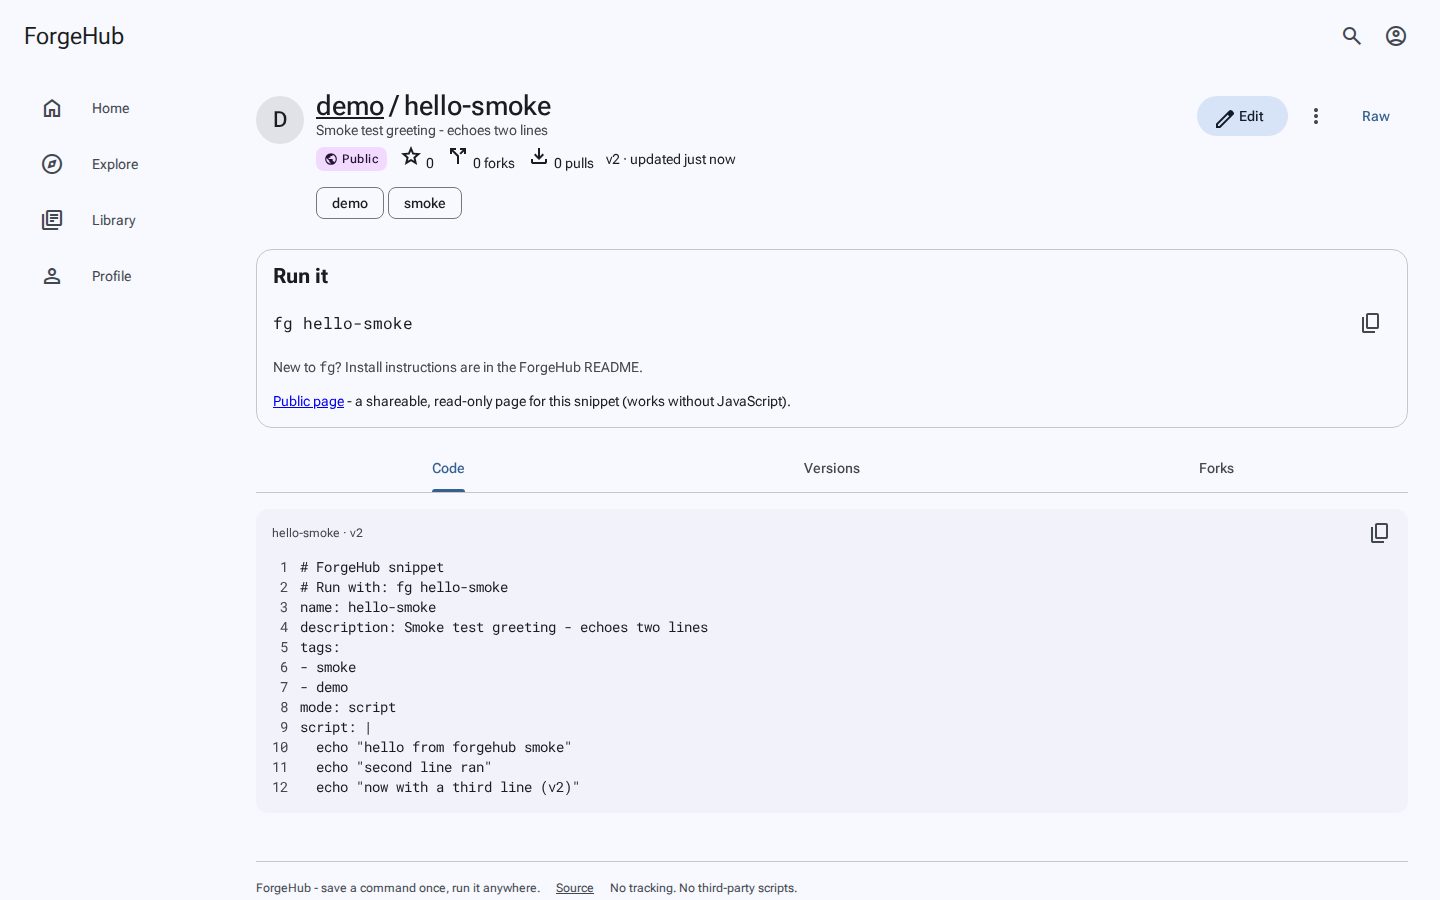 ForgeHub
Home
Explore
Library
Profile
D
demo / hello-smoke
Smoke test greeting - echoes two lines
Public 0 0 forks 0 pulls v2 · updated just now
demo smoke
Edit
Raw
Run it
fg hello-smoke
New to fg? Install instructions are in the ForgeHub README.
Public page - a shareable, read-only page for this snippet (works without JavaScript).
Code Versions Forks
hello-smoke · v2
1 # ForgeHub snippet
2 # Run with: fg hello-smoke
3 name: hello-smoke
4 description: Smoke test greeting - echoes two lines
5 tags:
6 - smoke
7 - demo
8 mode: script
9 script: |
10   echo "hello from forgehub smoke"
11   echo "second line ran"
12   echo "now with a third line (v2)"
ForgeHub - save a command once, run it anywhere. Source No tracking. No third-party scripts.